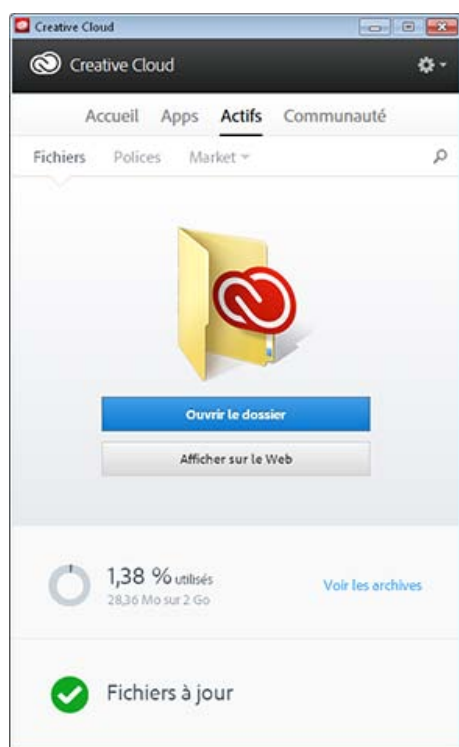 Creative Cloud
Creative Cloud
Accueil Apps Actifs Communauté
Fichiers Polices Market
Ouvrir le dossier
Afficher sur le Web
1,38 % utilisés
28,36 Mo sur 2 Go
Voir les archives
Fichiers à jour